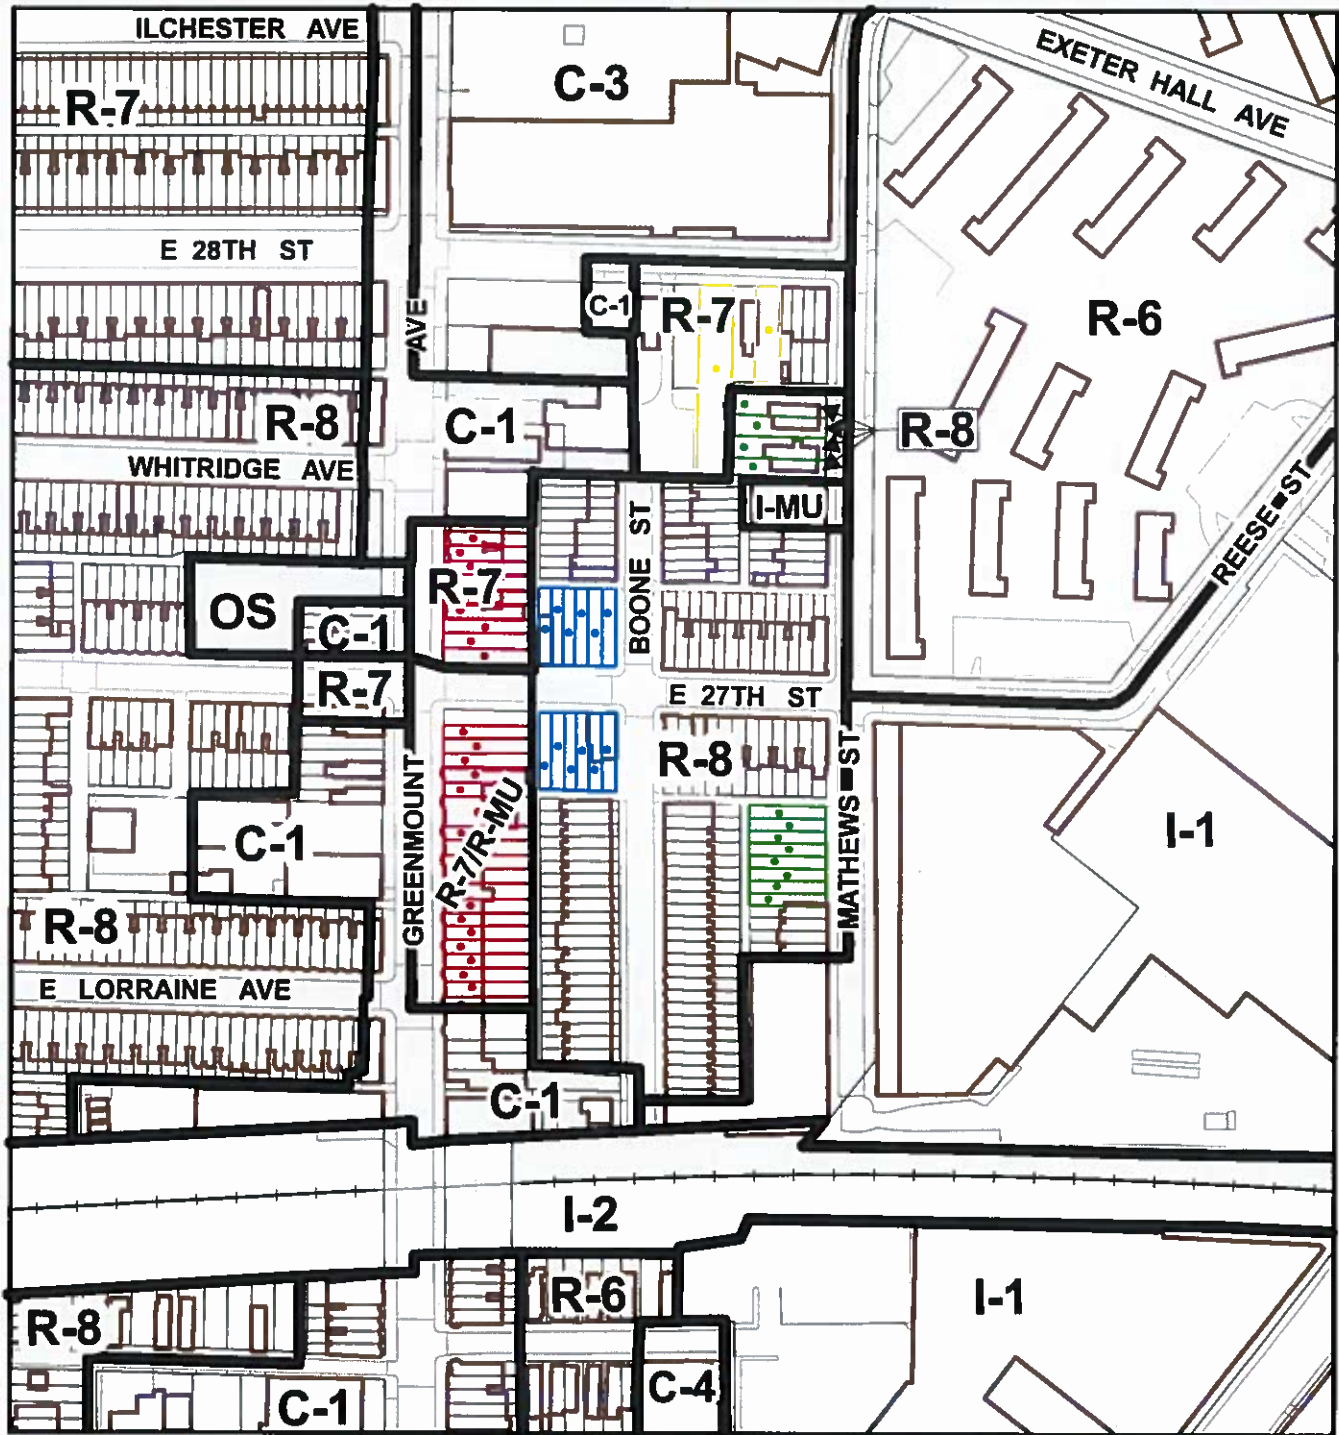 ILCHESTER AVE
R-7
C-3
EXETER HALL AVE
E 28TH ST
C-1
R-7
AVE
R-6
R-8
C-1
R-8
WHITRIDGE AVE
I-MU
BOONE ST
REESE ST
R-7
OS
C-1
R-7
E 27TH ST
R-8
MATHEWS ST
GREENMOUNT
R-7/R-MU
C-1
I-1
R-8
E LORRAINE AVE
C-1
I-2
R-6
I-1
R-8
C-4
C-1